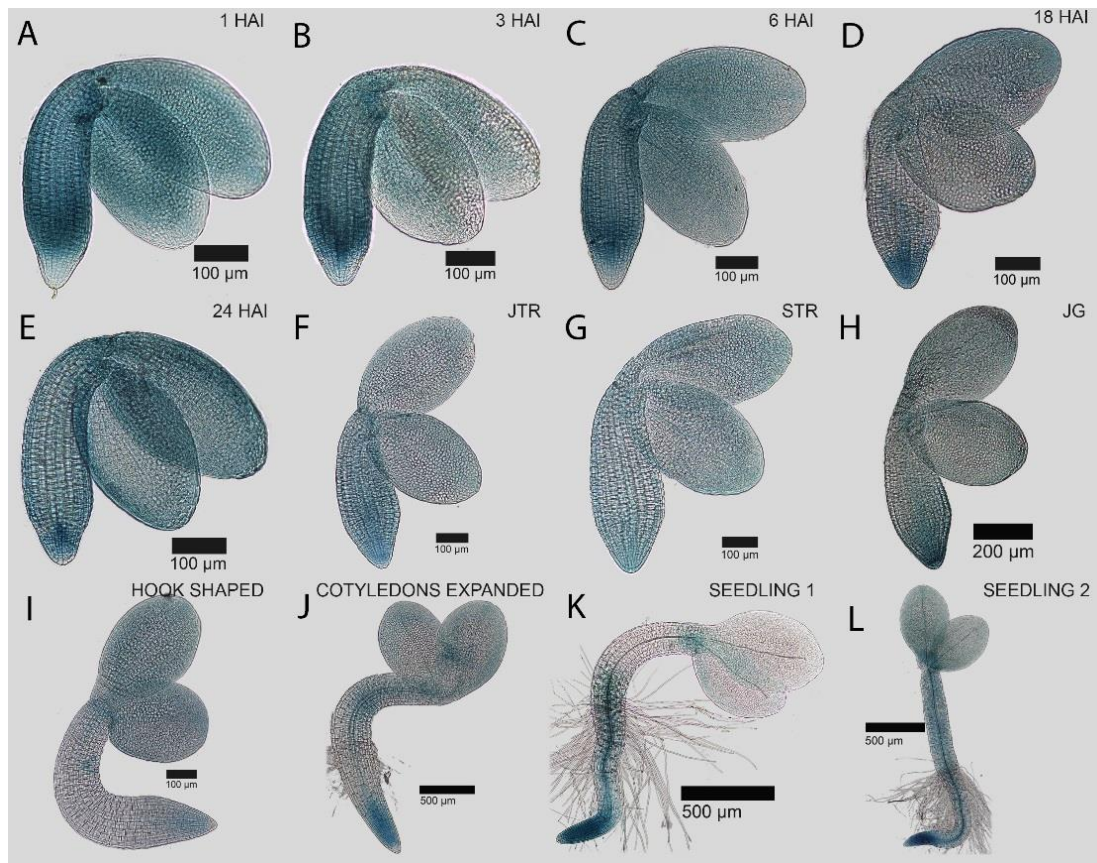 A
1 HAI
100 µm
B
3 HAI
100 µm
C
6 HAI
100 µm
D
18 HAI
100 µm
E
24 HAI
100 µm
F
JTR
100 µm
G
STR
100 µm
H
JG
200 µm
I
HOOK SHAPED
100 µm
J
COTYLEDONS EXPANDED
500 µm
K
SEEDLING 1
500 µm
L
SEEDLING 2
500 µm